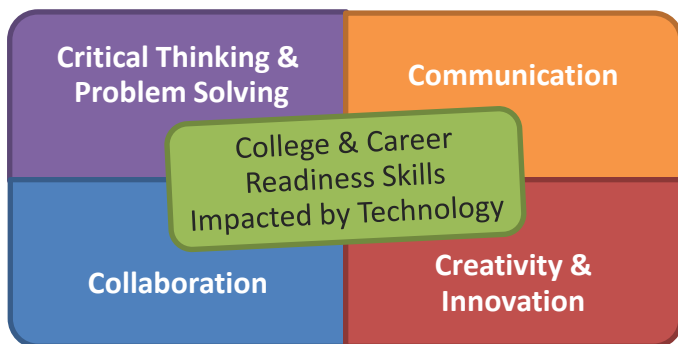 Critical Thinking &
Problem Solving
Communication
College & Career
Readiness Skills
Impacted by Technology
Collaboration
Creativity &
Innovation